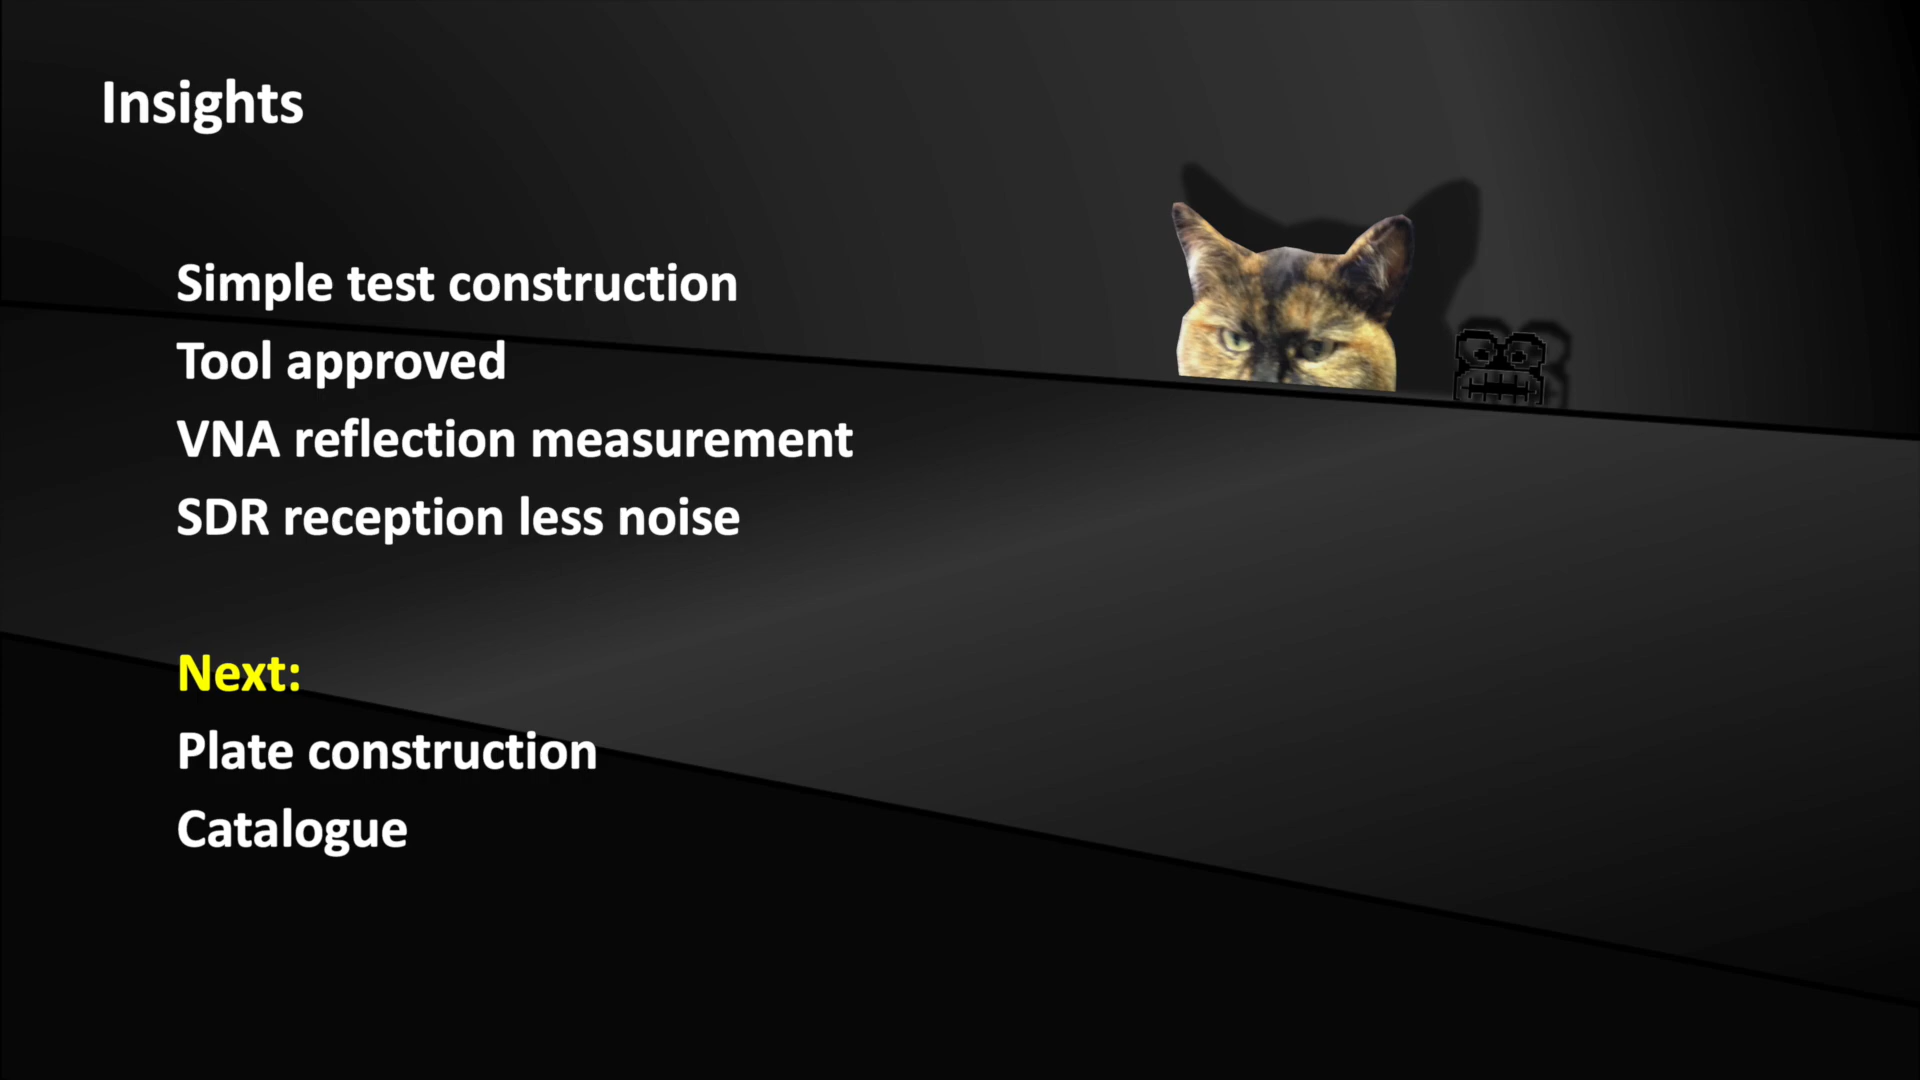 Insights
Simple test construction
Tool approved
VNA reflection measurement
SDR reception less noise
Next:
Plate construction
Catalogue